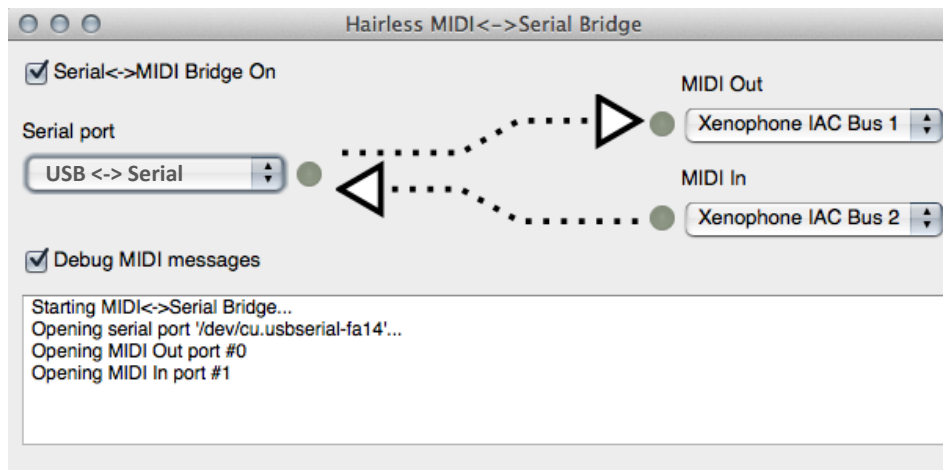 Hairless MIDI<->Serial Bridge
Serial<->MIDI Bridge On
MIDI Out
Serial port
Xenophone IAC Bus 1
USB <-> Serial
MIDI In
Xenophone IAC Bus 2
Debug MIDI messages
Starting MIDI<->Serial Bridge...
Opening serial port '/dev/cu.usbserial-fa14'...
Opening MIDI Out port #0
Opening MIDI In port #1